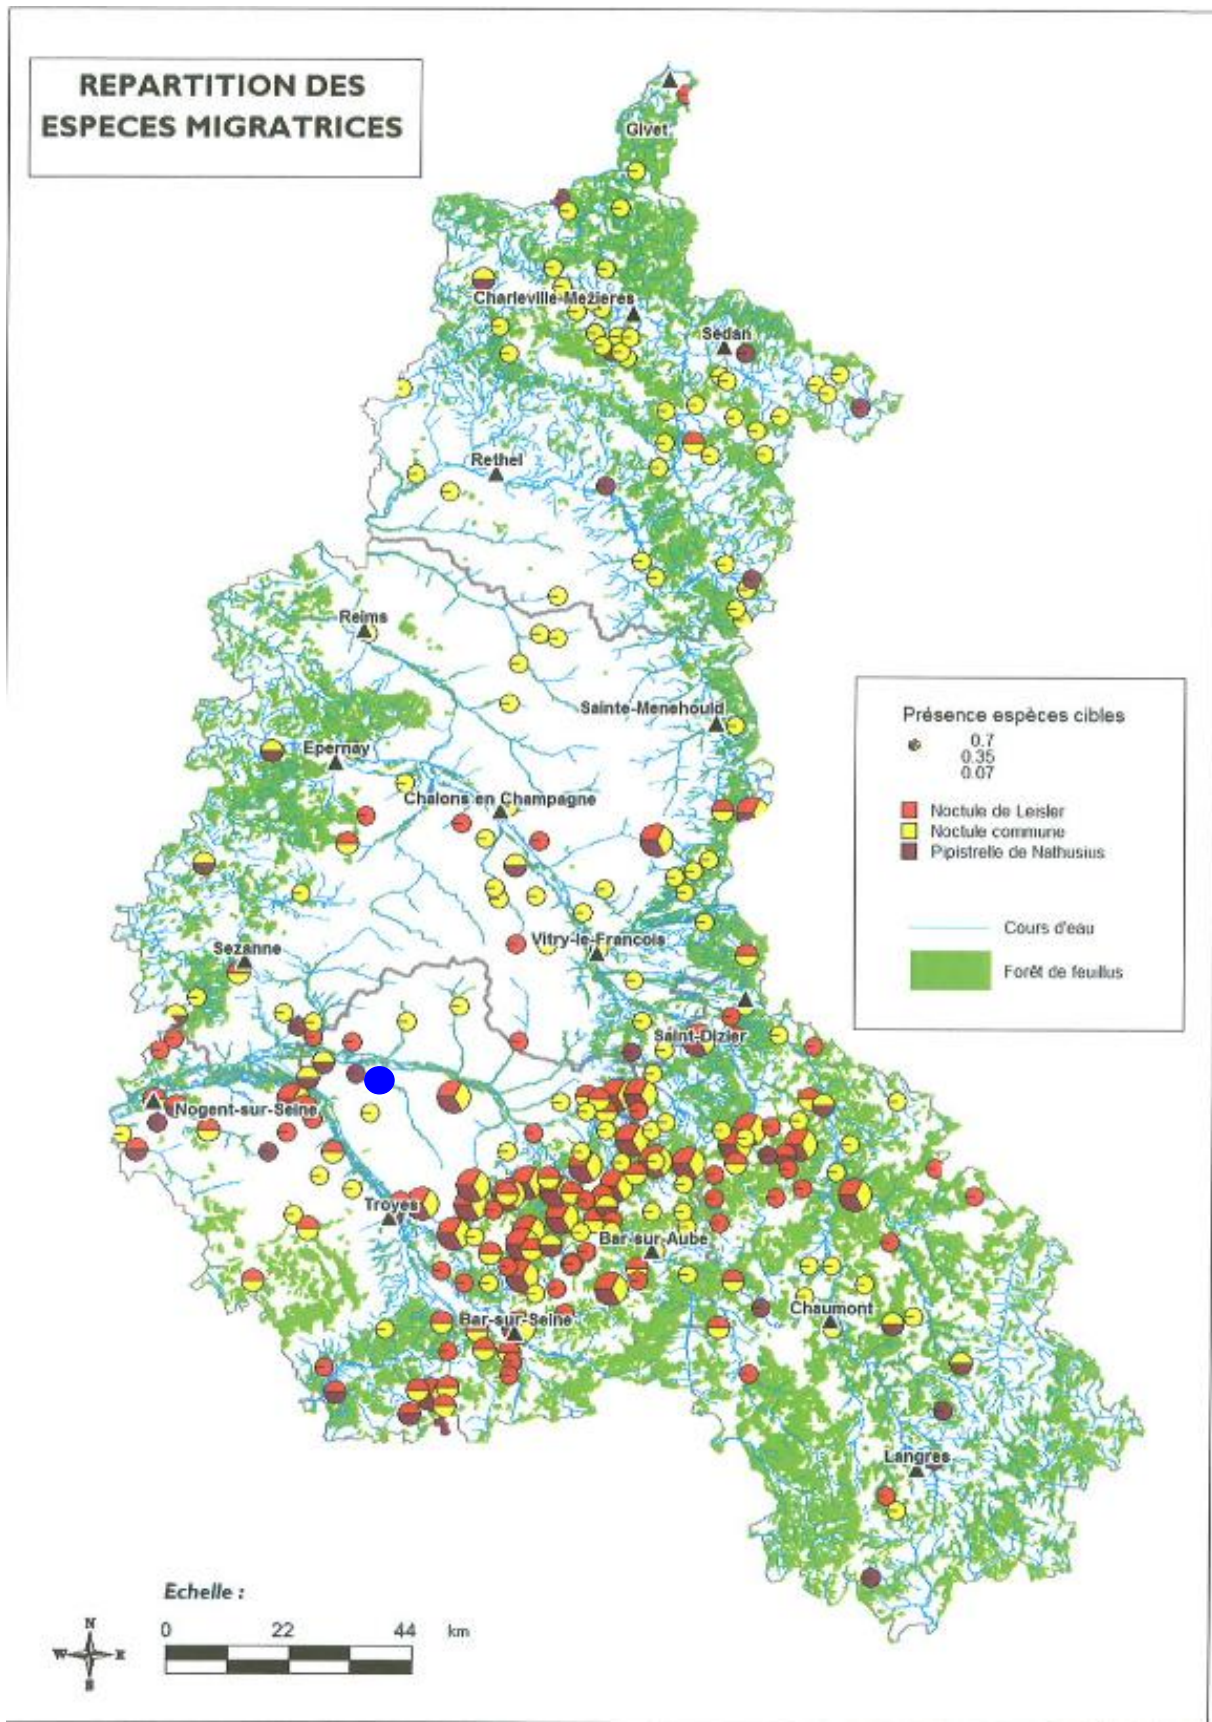 REPARTITION DES
ESPECES MIGRATRICES
Givet
Charleville-Mezieres
Sedan
Rethel
Reims
Sainte-Menehould
Epernay
Chalons en Champagne
Vitry-le-Francois
Sezanne
Saint-Dizier
Nogent-sur-Seine
Troyes
Bar-sur-Aube
Bar-sur-Seine
Chaumont
Langres
Présence espèces cibles
0.7
0.35
0.07
Noctule de Leisler
Noctule commune
Pipistrelle de Nathusius
Cours d'eau
Forêt de feuillus
Echelle :
0 22 44 km
N
W E
S